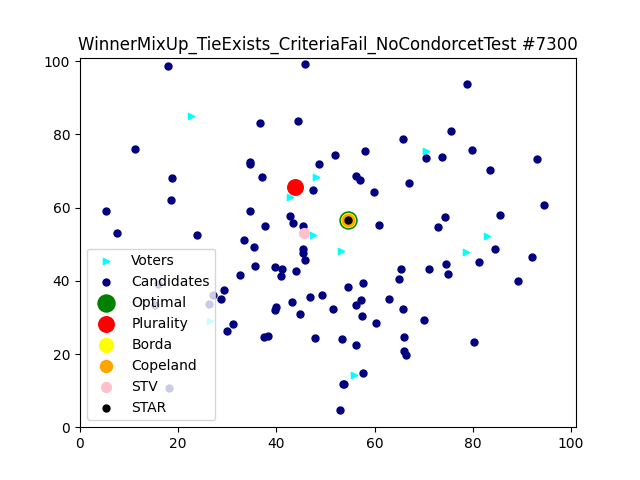 WinnerMixUp_TieExists_CriteriaFail_NoCondorcetTest #7300
100
80
60
40
20
0
0 20 40 60 80 100
Voters
Candidates
Optimal
Plurality
Borda
Copeland
STV
STAR